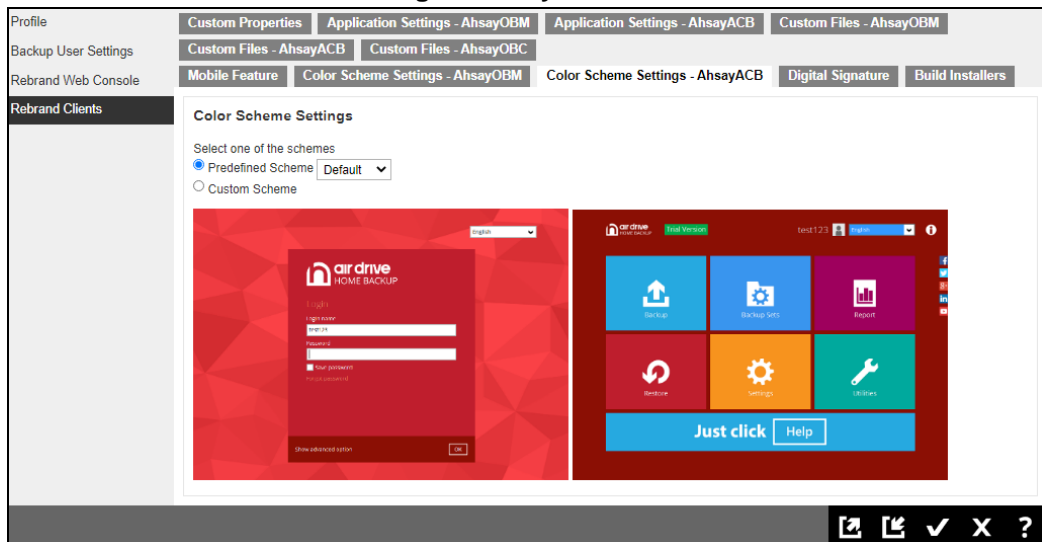 Profile
Backup User Settings
Rebrand Web Console
Rebrand Clients
Custom Properties Application Settings - AhsayOBM Application Settings - AhsayACB Custom Files - AhsayOBM
Custom Files - AhsayACB Custom Files - AhsayOBC
Mobile Feature Color Scheme Settings - AhsayOBM Color Scheme Settings - AhsayACB Digital Signature Build Installers
Color Scheme Settings
Select one of the schemes
Predefined Scheme Default
Custom Scheme
English
air drive
HOME BACKUP
Login
Login name
Password
Save password
Forgot password
Show advanced option OK
air drive
HOME BACKUP
Trial Version test123 English
Backup Backup Sets Report
Restore Settings Utilities
Just click Help
?